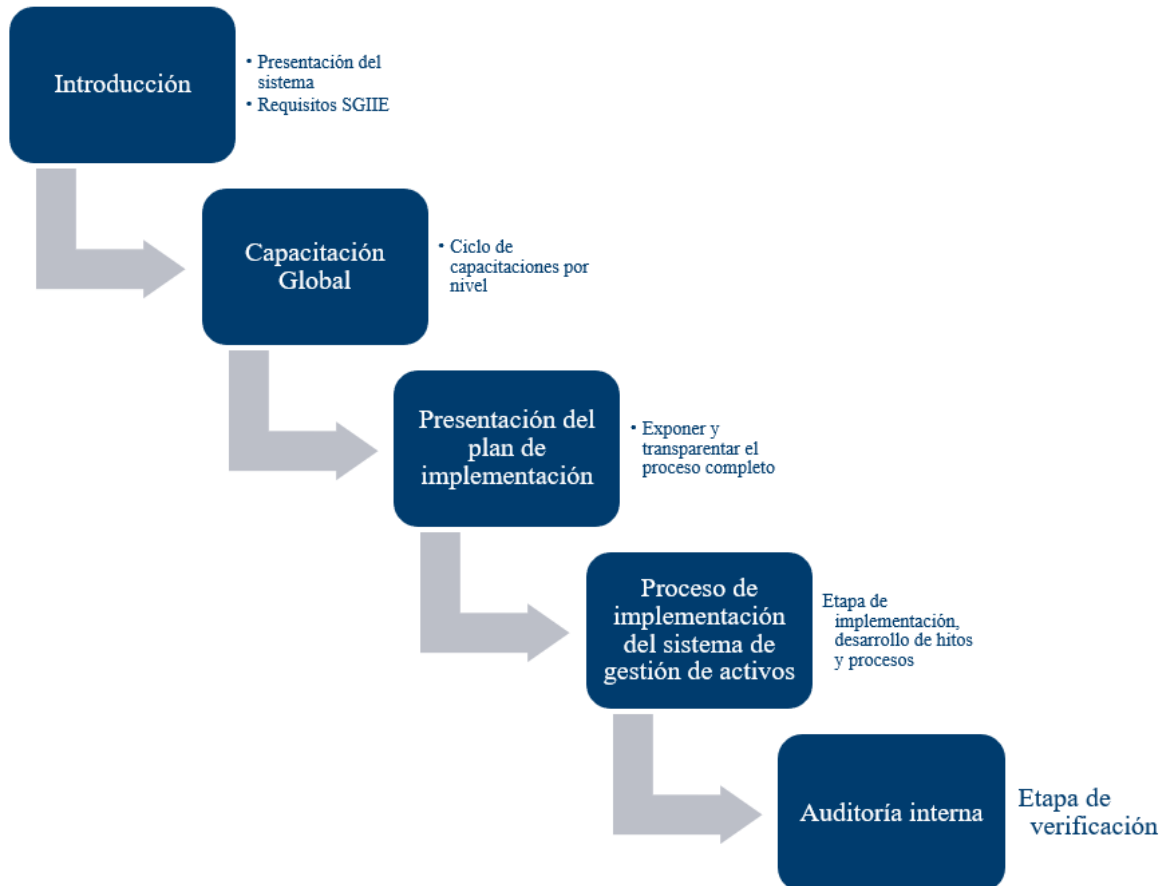 Introducción
• Presentación del
sistema
• Requisitos SGIIE
Capacitación
Global
• Ciclo de
capacitaciones por
nivel
Presentación del
plan de
implementación
• Exponer y
transparentar el
proceso completo
Proceso de
implementación
del sistema de
gestión de activos
Etapa de
implementación,
desarrollo de hitos
y procesos
Auditoría interna
Etapa de
verificación